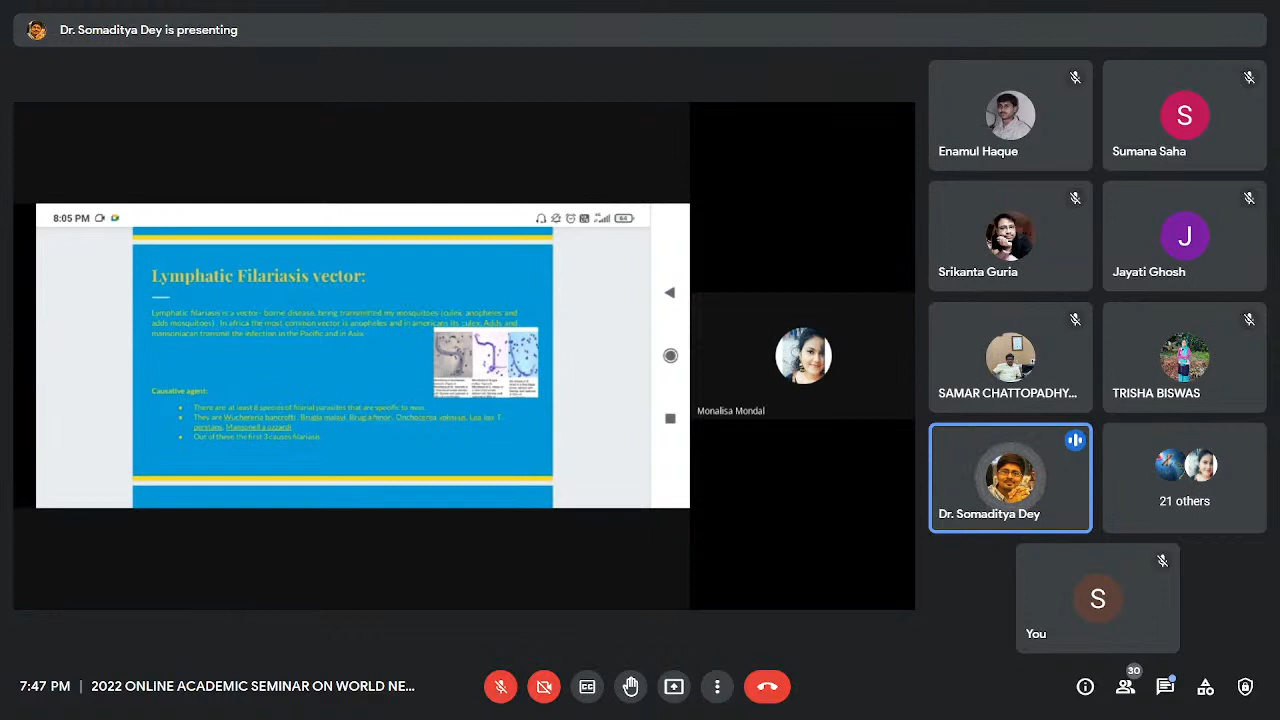 Dr. Somaditya Dey is presenting
8:05 PM
64
Lymphatic Filariasis vector:
Lymphatic filariasis is a vector- borne disease, being transmitted my mosquitoes (culex, anopheles and
adds mosquitoes). In africa the most common vector is anopheles and in americans its culex. Adds and
mansoniacan transmit the infection in the Pacific and in Asia.
Causative agent:
There are at least 8 species of filarial parasites that are specific to man.
They are Wuchereria bancrofti, Brugia malayi, Brugia timori, Onchocerca volvulus, Loa loa, T.
perstans, Mansonella ozzardi
Out of these the first 3 causes filariasis
Monalisa Mondal
Enamul Haque
Sumana Saha
Srikanta Guria
J
Jayati Ghosh
S
SAMAR CHATTOPADHY...
TRISHA BISWAS
Dr. Somaditya Dey
21 others
S
You
7:47 PM | 2022 ONLINE ACADEMIC SEMINAR ON WORLD NE...
30